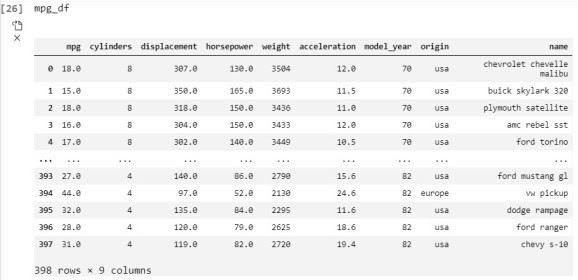 [26] mpg_df
mpg cylinders displacement horsepower weight acceleration model_year origin name
0 18.0 8 307.0 130.0 3504 12.0 70 usa chevrolet chevelle
malibu
1 15.0 8 350.0 165.0 3693 11.5 70 usa buick skylark 320
2 18.0 8 318.0 150.0 3436 11.0 70 usa plymouth satellite
3 16.0 8 304.0 150.0 3433 12.0 70 usa amc rebel sst
4 17.0 8 302.0 140.0 3449 10.5 70 usa ford torino
... ... ... ... ... ... ... ... ... ...
393 27.0 4 140.0 86.0 2790 15.6 82 usa ford mustang gl
394 44.0 4 97.0 52.0 2130 24.6 82 europe vw pickup
395 32.0 4 135.0 84.0 2295 11.6 82 usa dodge rampage
396 28.0 4 120.0 79.0 2625 18.6 82 usa ford ranger
397 31.0 4 119.0 82.0 2720 19.4 82 usa chevy s-10
398 rows × 9 columns